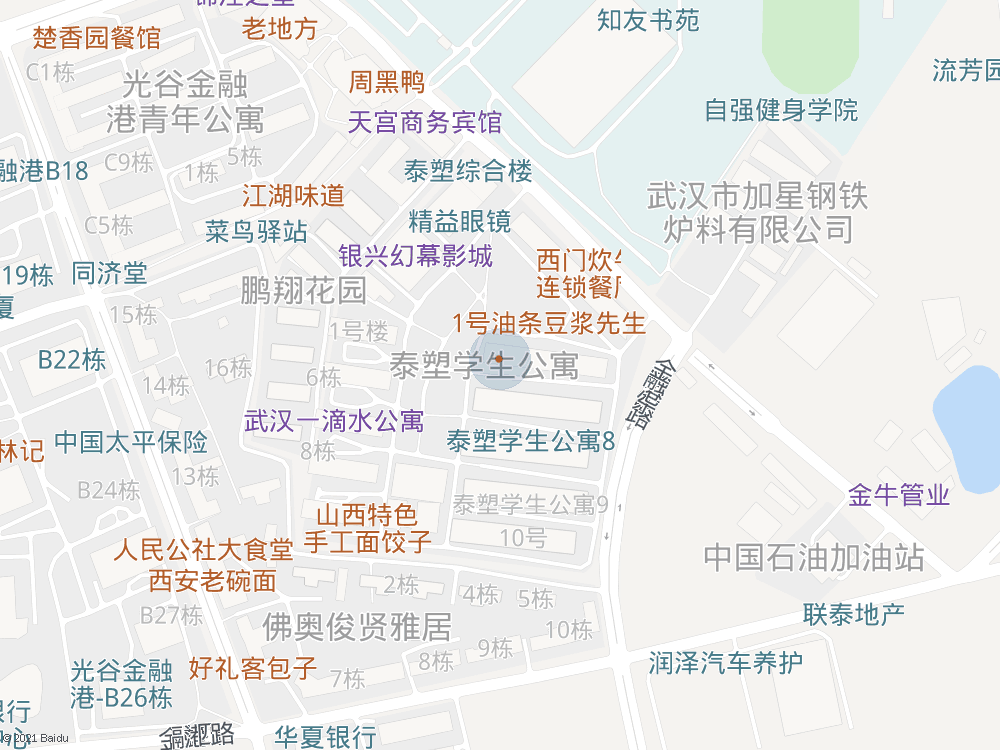 知友书苑
老地方
楚香园餐馆
C1栋
光谷金融
港青年公寓
周黑鸭
流芳园
自强健身学院
天宫商务宾馆
C9栋
5栋
1栋
融港B18
泰塑综合楼
江湖味道
武汉市加星钢铁
炉料有限公司
C5栋
菜鸟驿站
精益眼镜
银兴幻幕影城
西门炊
连锁餐
19栋
同济堂
鹏翔花园
厦
15栋
1号楼
1号油条豆浆先生
B22栋
16栋
泰塑学生公寓
14栋
6栋
金融港路
武汉一滴水公寓
林记
中国太平保险
8栋
泰塑学生公寓8
13栋
B24栋
泰塑学生公寓9
金牛管业
山西特色
手工面饺子
10号
人民公社大食堂
西安老碗面
中国石油加油站
2栋
4栋
5栋
B27栋
联泰地产
佛奥俊贤雅居
10栋
9栋
8栋
光谷金融
港-B26栋
好礼客包子
7栋
润泽汽车养护
银行
中心
华夏银行
© 2021 Baidu